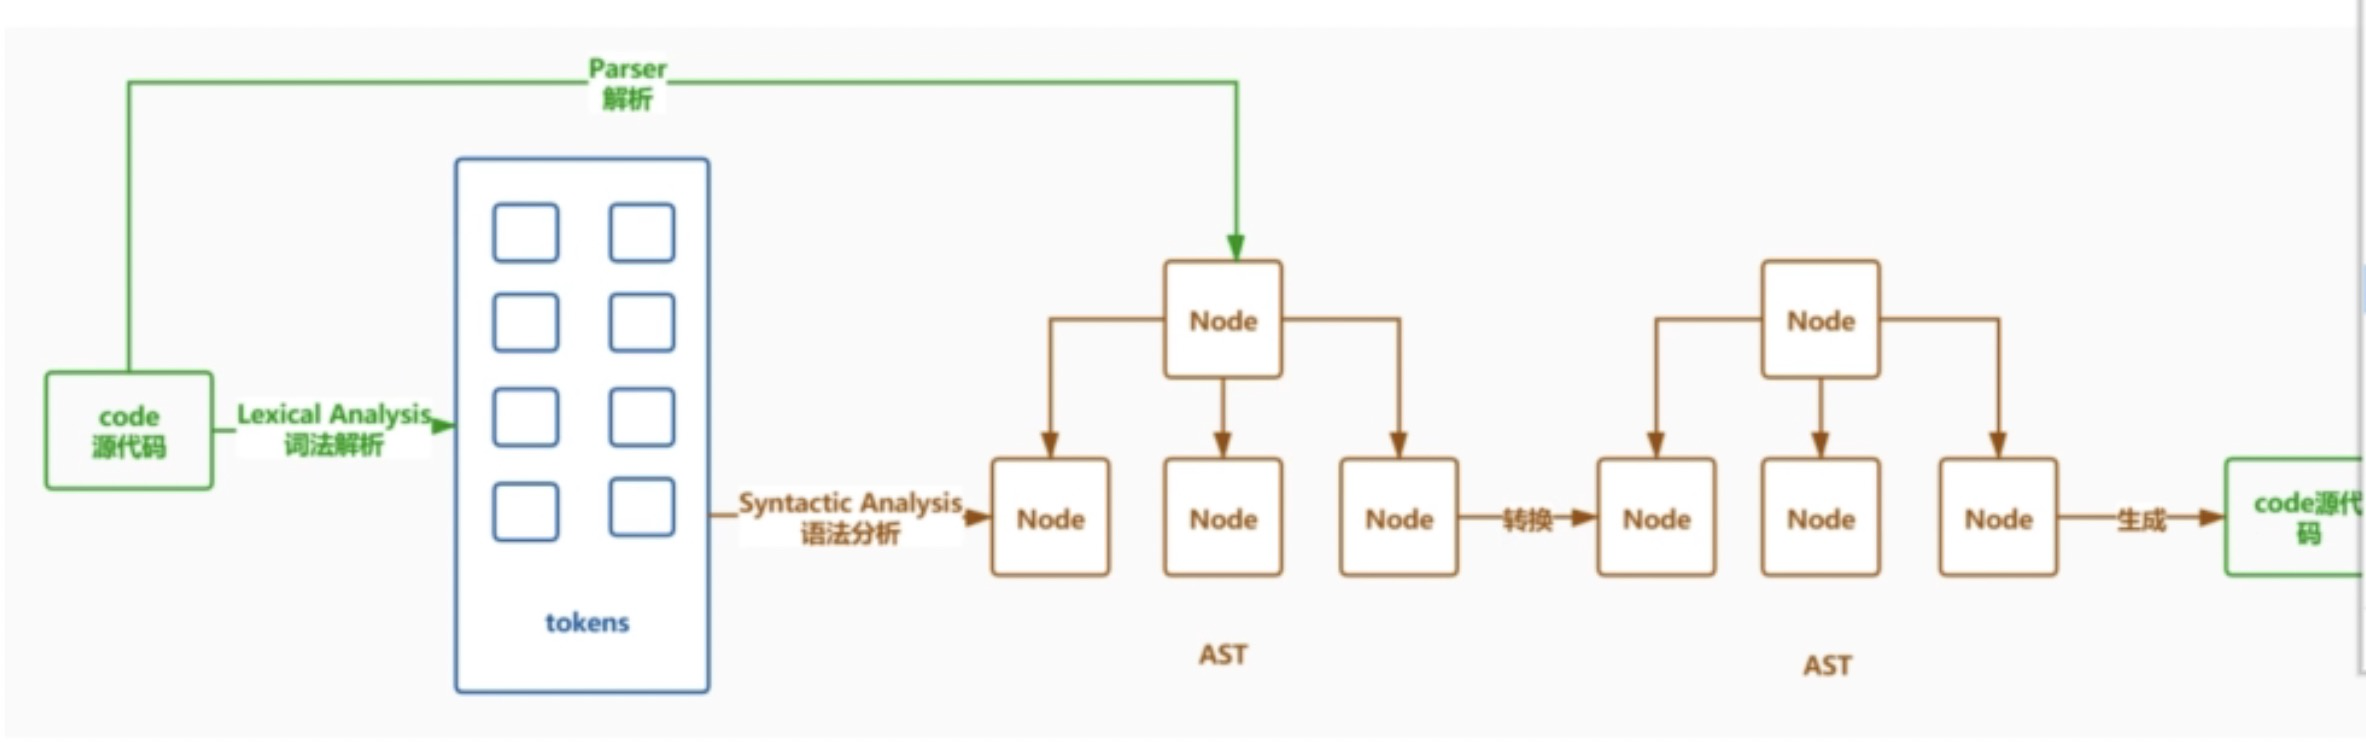 Parser
解析
code
源代码
Lexical Analysis
词法解析
tokens
Syntactic Analysis
语法分析
Node
Node
Node
Node
AST
转换
Node
Node
Node
Node
AST
生成
code源代
码